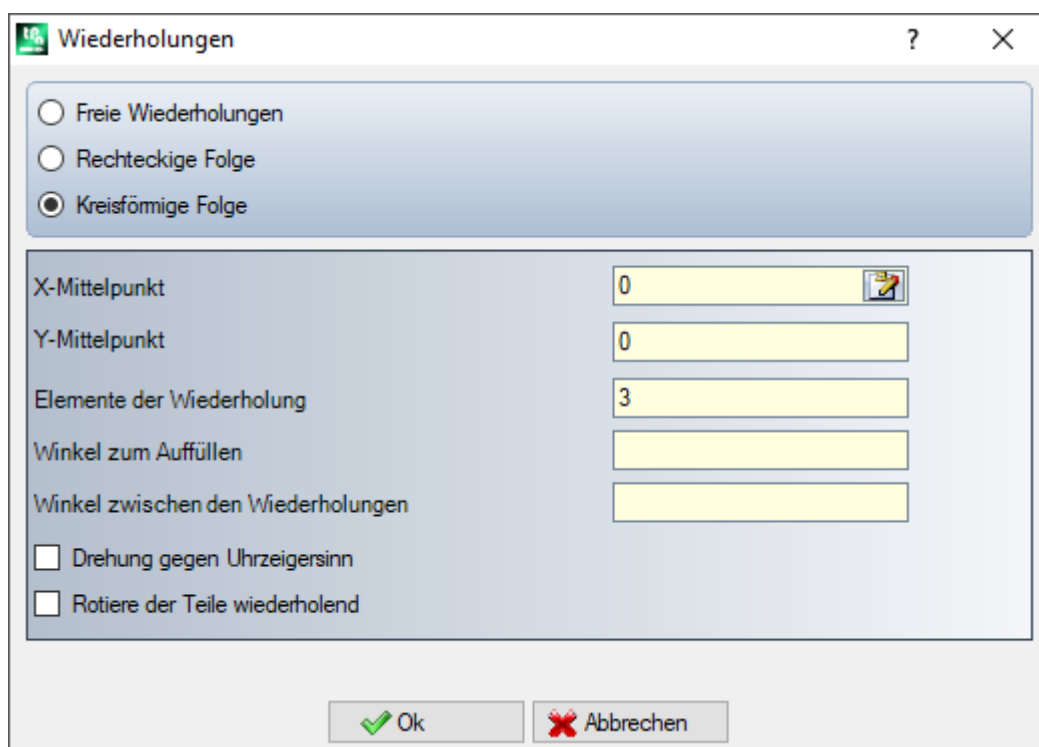 Wiederholungen ?
Freie Wiederholungen
Rechteckige Folge
Kreisförmige Folge
X-Mittelpunkt 0
Y-Mittelpunkt 0
Elemente der Wiederholung 3
Winkel zum Auffüllen
Winkel zwischen den Wiederholungen
Drehung gegen Uhrzeigersinn
Rotiere der Teile wiederholend
Ok Abbrechen